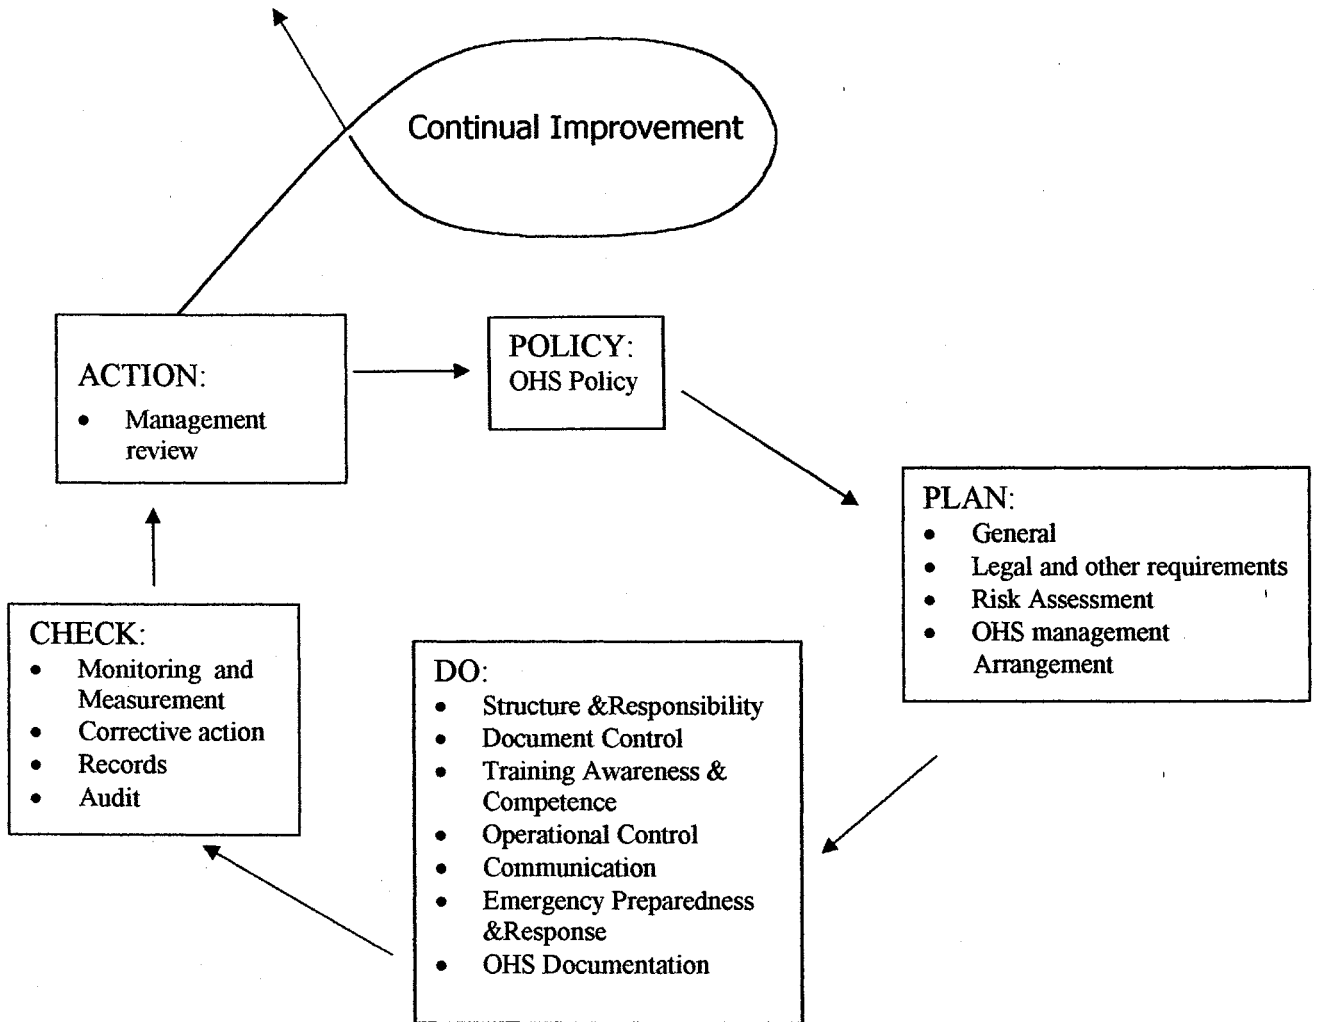 Continual Improvement
ACTION:
• Management
review
POLICY:
OHS Policy
PLAN:
• General
• Legal and other requirements
• Risk Assessment
• OHS management
Arrangement
DO:
• Structure &Responsibility
• Document Control
• Training Awareness &
Competence
• Operational Control
• Communication
• Emergency Preparedness
&Response
• OHS Documentation
CHECK:
• Monitoring and
Measurement
• Corrective action
• Records
• Audit